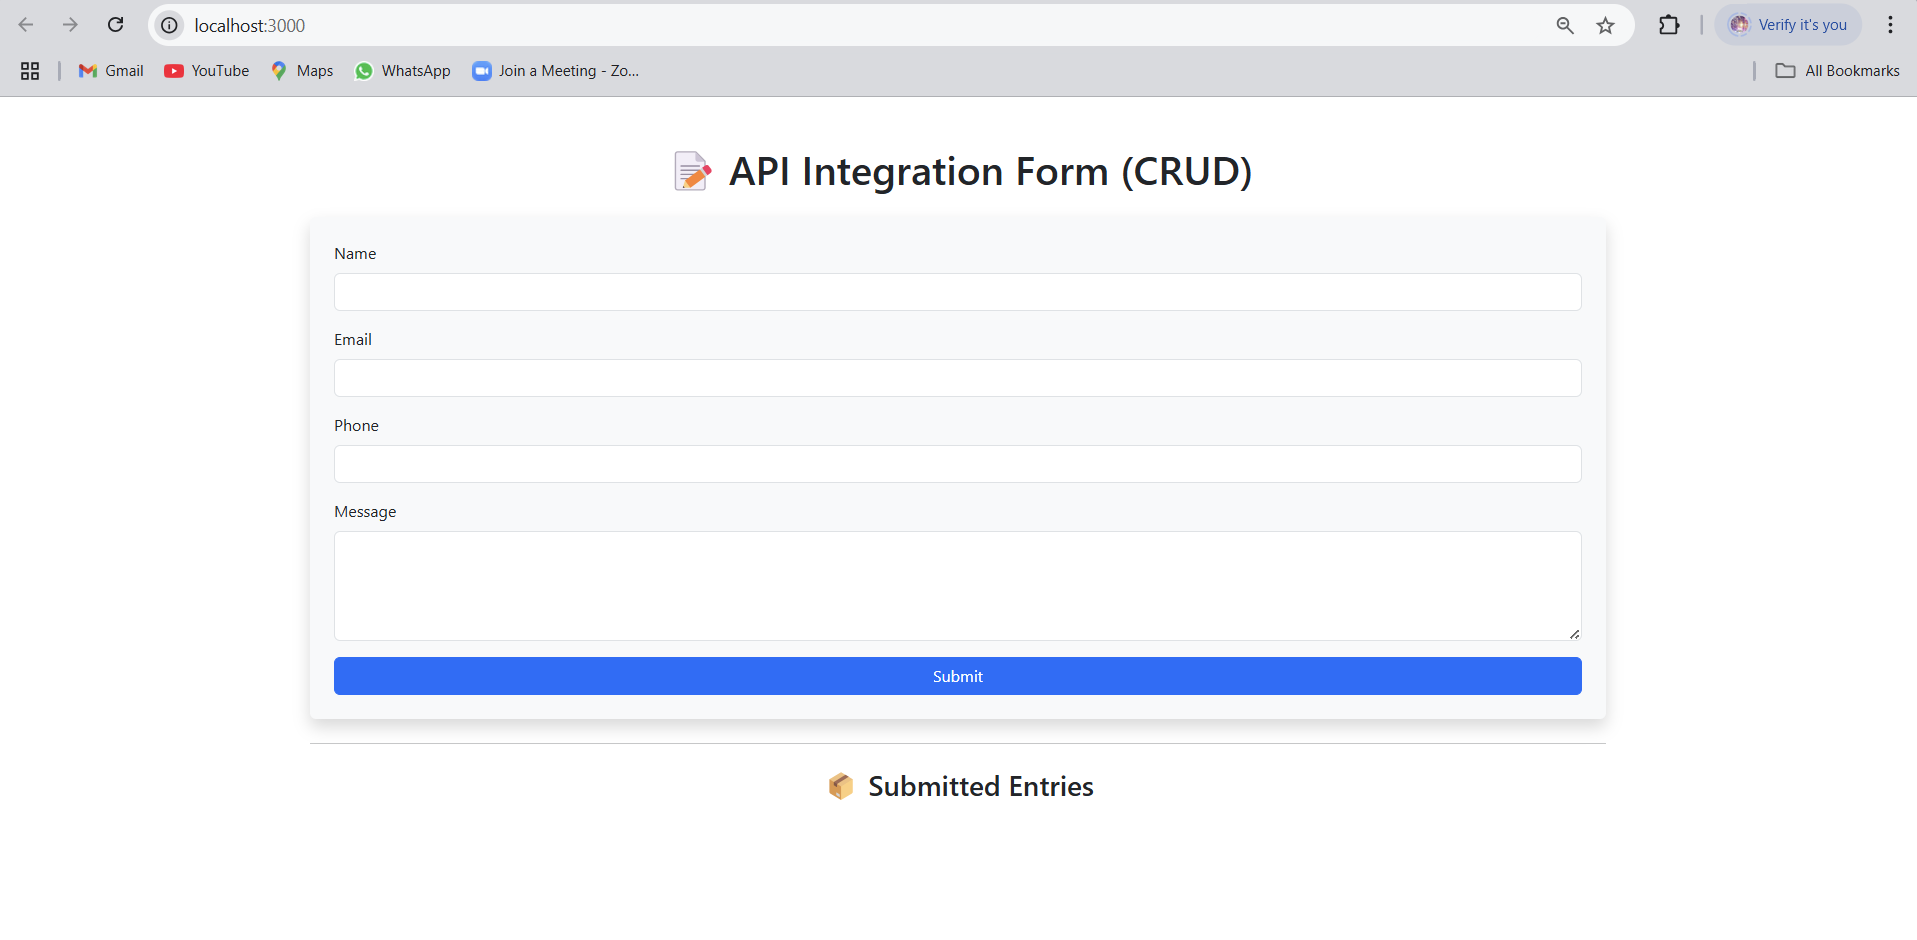 localhost:3000
Verify it's you
Gmail
YouTube
Maps
WhatsApp
Join a Meeting - Zo...
All Bookmarks
API Integration Form (CRUD)
Name
Email
Phone
Message
Submit
Submitted Entries